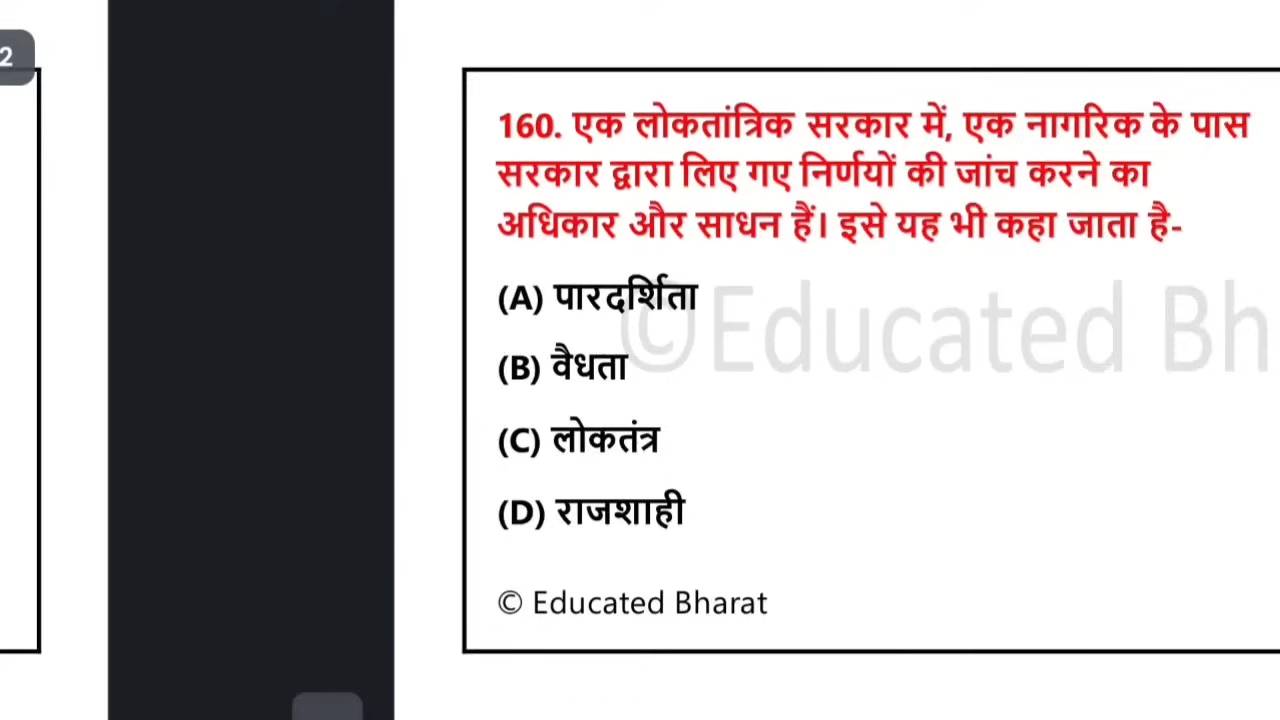 2
160. एक लोकतांत्रिक सरकार में, एक नागरिक के पास
सरकार द्वारा लिए गए निर्णयों की जांच करने का
अधिकार और साधन हैं। इसे यह भी कहा जाता है-
(A) पारदर्शिता
©Educated Bh
(B) वैधता
(C) लोकतंत्र
(D) राजशाही
© Educated Bharat